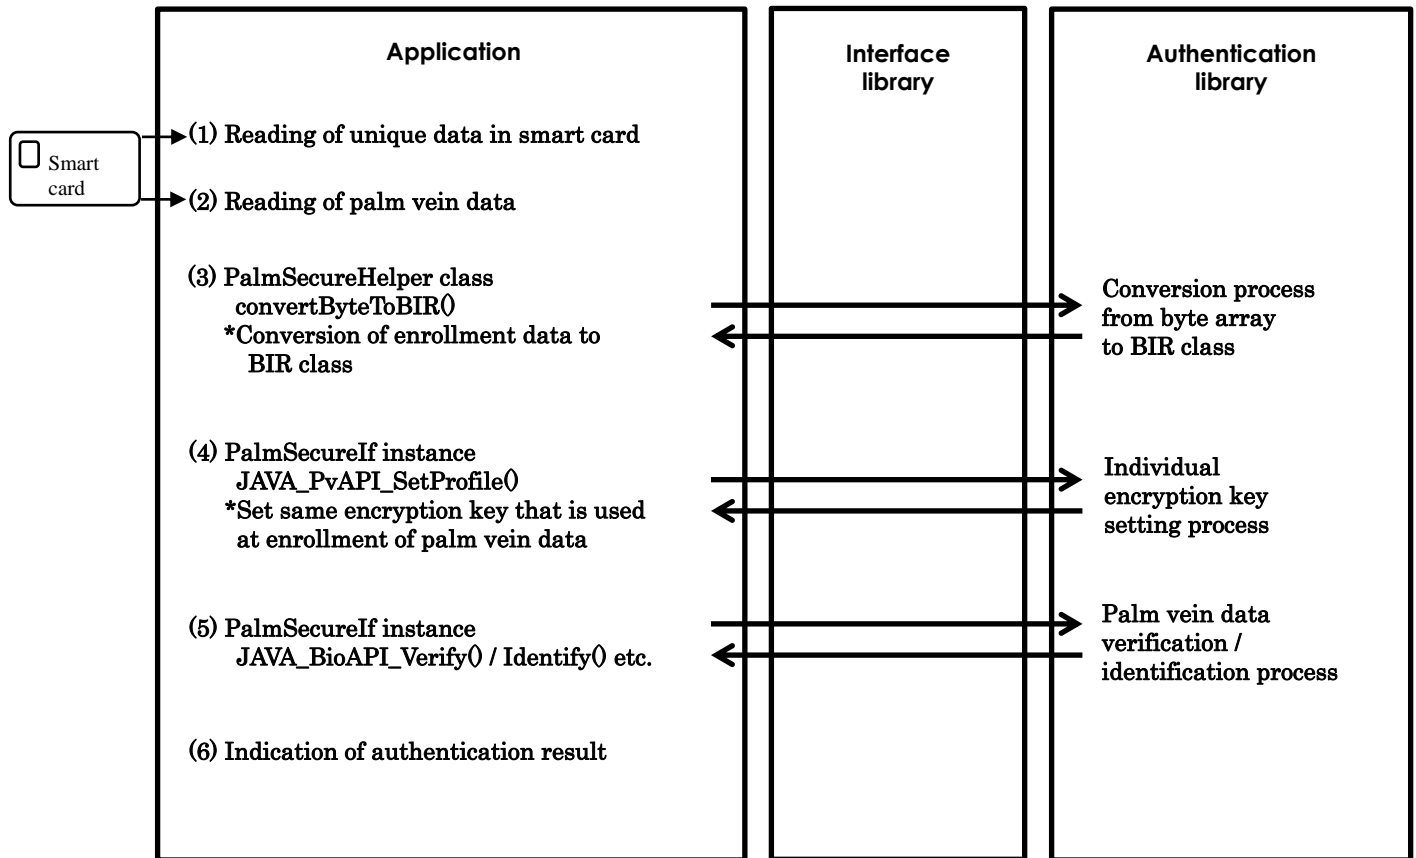 Application
Interface
library
Authentication
library
Smart
card
(1) Reading of unique data in smart card
(2) Reading of palm vein data
(3) PalmSecureHelper class
convertByteToBIR()
*Conversion of enrollment data to
BIR class
Conversion process
from byte array
to BIR class
(4) PalmSecureIf instance
JAVA_PvAPI_SetProfile()
*Set same encryption key that is used
at enrollment of palm vein data
Individual
encryption key
setting process
(5) PalmSecureIf instance
JAVA_BioAPI_Verify() / Identify() etc.
Palm vein data
verification /
identification process
(6) Indication of authentication result